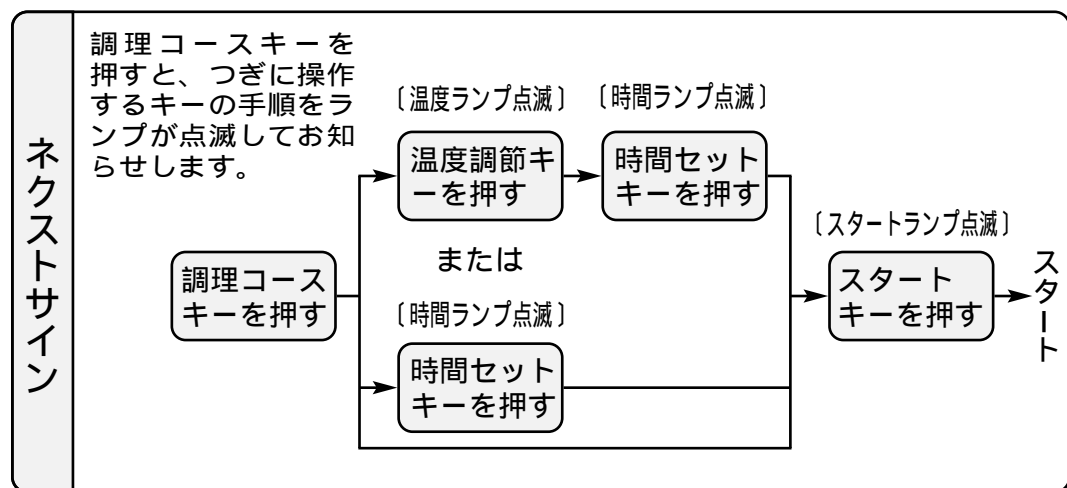 ネクストサイン
調理コースキーを
押すと、つぎに操作
するキーの手順をラ
ンプが点滅してお知
らせします。
〔温度ランプ点滅〕
〔時間ランプ点滅〕
温度調節キ
ーを押す
時間セット
キーを押す
または
調理コース
キーを押す
〔時間ランプ点滅〕
時間セット
キーを押す
〔スタートランプ点滅〕
スタート
キーを押す
スタート